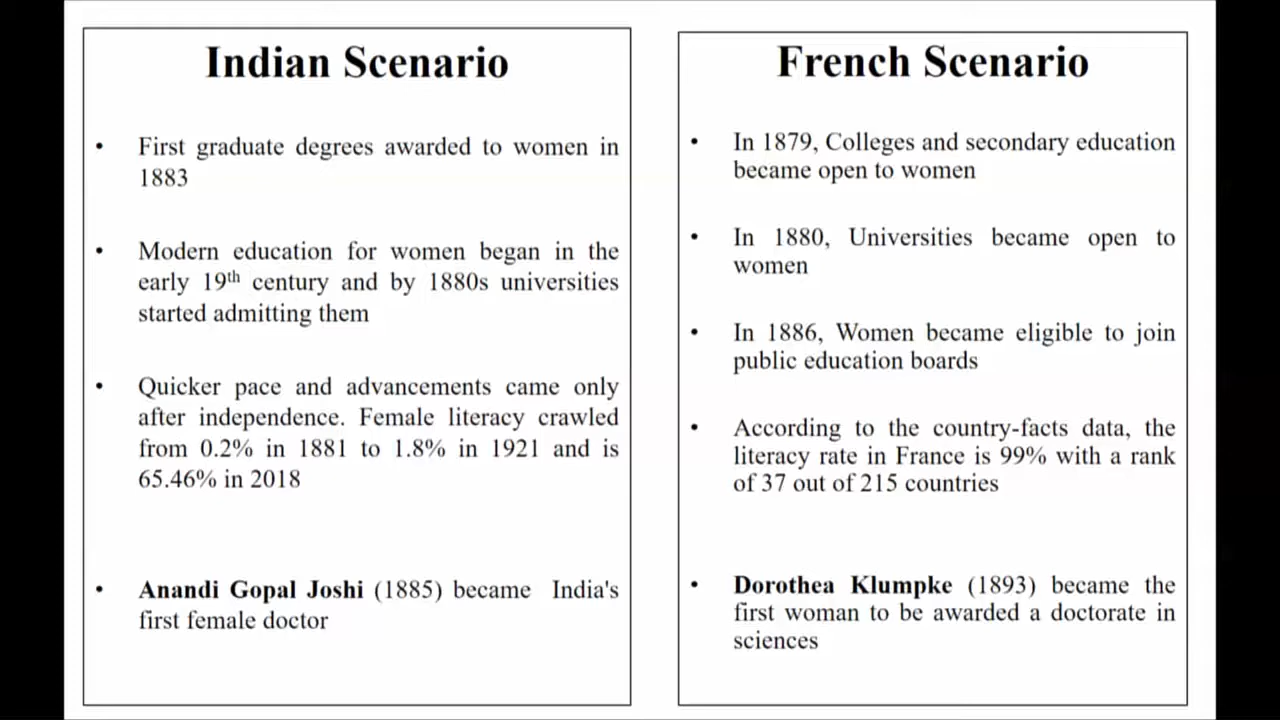 Indian Scenario
• First graduate degrees awarded to women in
1883
• Modern education for women began in the
early 19th century and by 1880s universities
started admitting them
• Quicker pace and advancements came only
after independence. Female literacy crawled
from 0.2% in 1881 to 1.8% in 1921 and is
65.46% in 2018
• Anandi Gopal Joshi (1885) became India's
first female doctor
French Scenario
• In 1879, Colleges and secondary education
became open to women
• In 1880, Universities became open to
women
• In 1886, Women became eligible to join
public education boards
• According to the country-facts data, the
literacy rate in France is 99% with a rank
of 37 out of 215 countries
• Dorothea Klumpke (1893) became the
first woman to be awarded a doctorate in
sciences